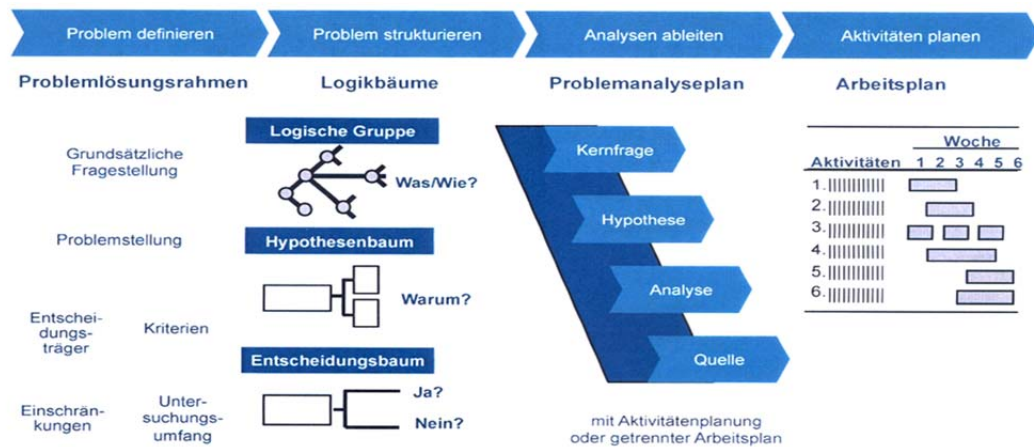 Problem definieren
Problem strukturieren
Analysen ableiten
Aktivitäten planen
Problemlösungsrahmen
Logikbäume
Problemanalyseplan
Arbeitsplan
Grundsätzliche
Fragestellung
Problemstellung
Entschei-
dungs-
träger
Kriterien
Einschrän-
kungen
Unter-
suchungs-
umfang
Logische Gruppe
Was/Wie?
Hypothesenbaum
Warum?
Entscheidungsbaum
Ja?
Nein?
Kernfrage
Hypothese
Analyse
Quelle
mit Aktivitätenplanung
oder getrennter Arbeitsplan
Woche
Aktivitäten 1 2 3 4 5 6
1.
2.
3.
4.
5.
6.